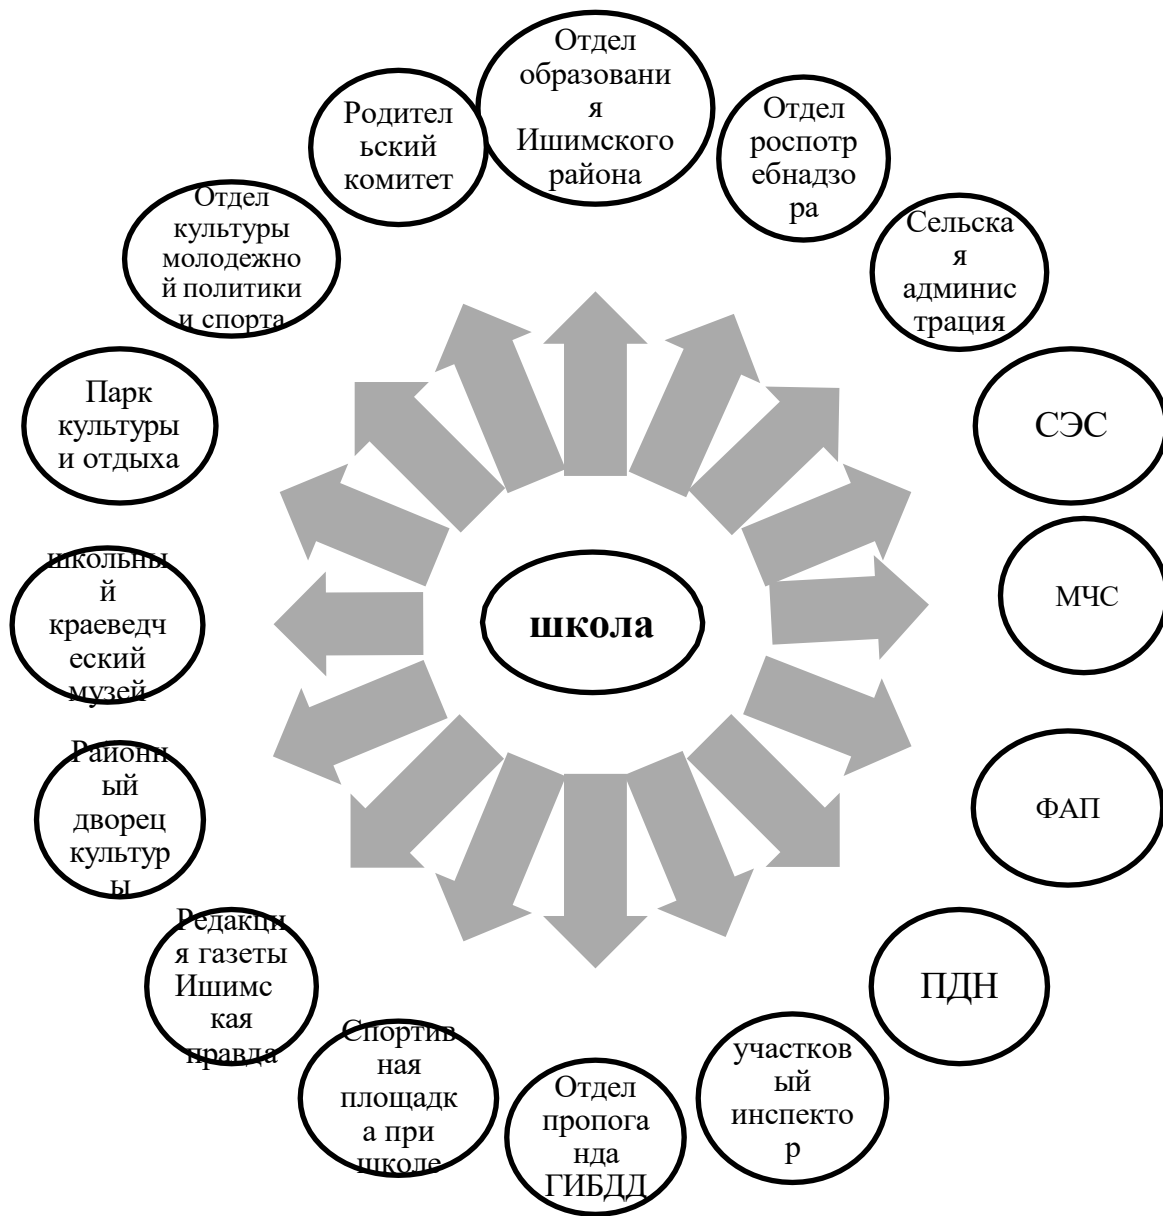 Отдел
образовани
я
Ишимского
района
Родител
ьский
комитет
Отдел
роспотр
ебнадзо
ра
Отдел
культуры
молодежно
й политики
и спорта
Сельска
я
админис
трация
Парк
культуры
и отдыха
СЭС
школьны
й
краеведч
еский
музей
школа
МЧС
Районн
ый
дворец
культур
ы
ФАП
Редакци
я газеты
Ишимс
кая
правда
ПДН
Спортив
ная
площадк
а при
школе
Отдел
пропога
нда
ГИБДД
участков
ый
инспекто
р